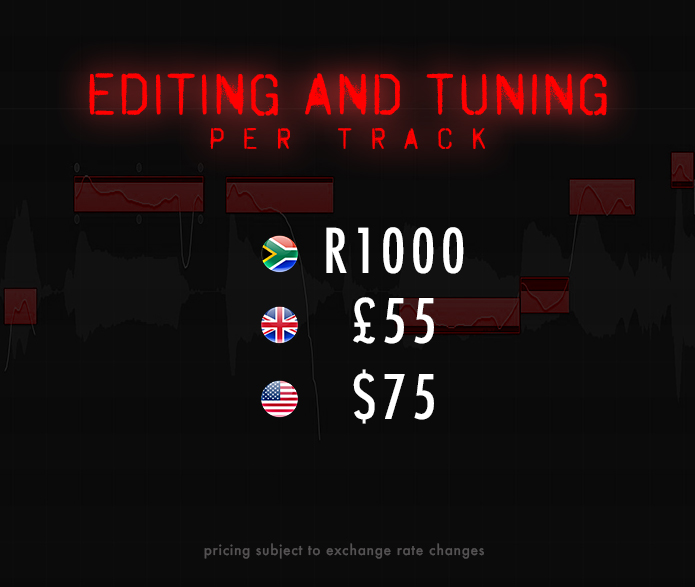 EDITING AND TUNING
PER TRACK
R1000
£55
$75
pricing subject to exchange rate changes